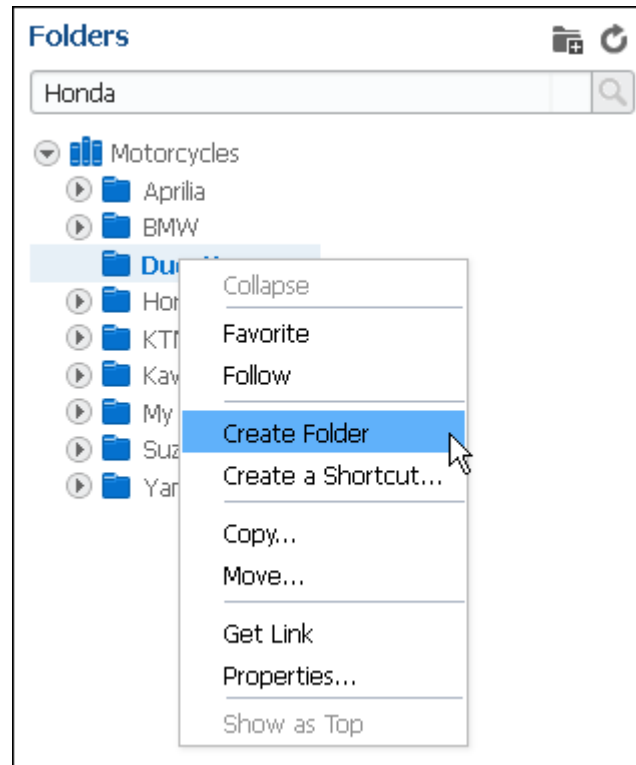 Folders
Honda
Motorcycles
Aprilia
BMW
Collapse
Favorite
Follow
Create Folder
Create a Shortcut...
Copy...
Move...
Get Link
Properties...
Show as Top
My